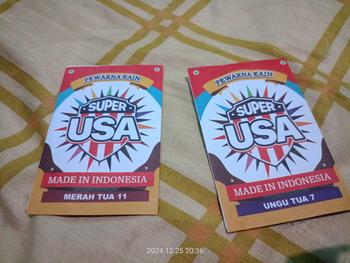 PEWARNA KAIN
SUPER
USA
MADE IN INDONESIA
MERAH TUA 11
PEWARNA KAIN
SUPER
USA
MADE IN INDONESIA
UNGU TUA 7
2024.12.25 20:36